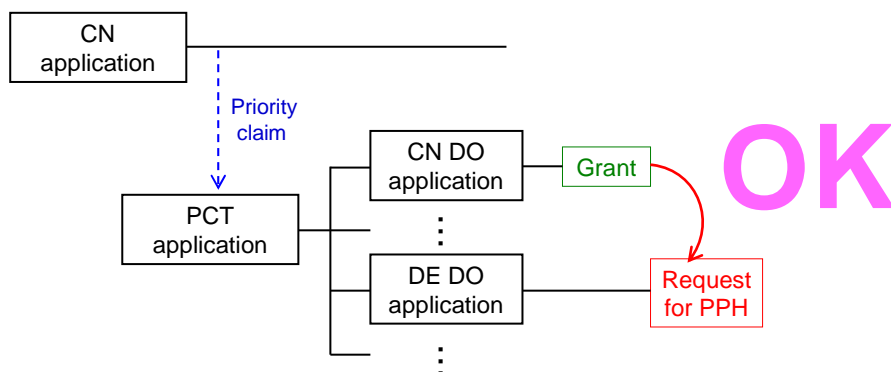 CN
application
Priority
claim
PCT
application
CN DO
application
Grant
OK
⋮
DE DO
application
Request
for PPH
⋮